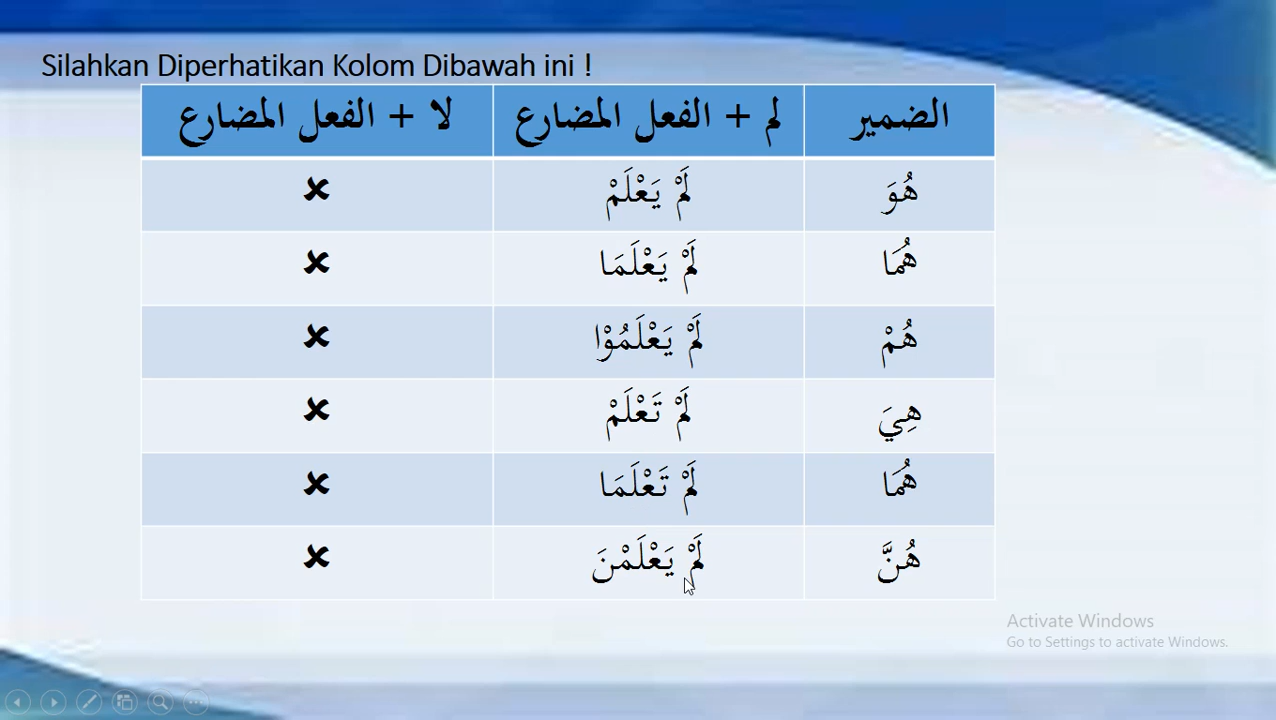 Silahkan Diperhatikan Kolom Dibawah ini !
الضمير لم + الفعل المضارع لا + الفعل المضارع
هُوَ لَمْ يَعْلَمْ ✘
هُمَا لَمْ يَعْلَمَا ✘
هُمْ لَمْ يَعْلَمُوْا ✘
هِيَ لَمْ تَعْلَمْ ✘
هُمَا لَمْ تَعْلَمَا ✘
هُنَّ لَمْ يَعْلَمْنَ ✘
Activate Windows
Go to Settings to activate Windows.